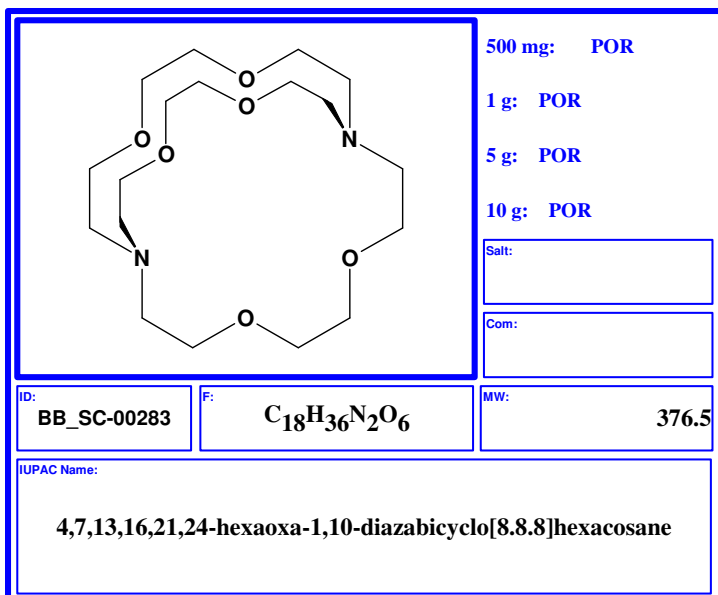 O
O
O
O
N
N
O
O
500 mg: POR
1 g: POR
5 g: POR
10 g: POR
Salt:
Com:
ID:
BB_SC-00283
F:
C18H36N2O6
MW:
376.5
IUPAC Name:
4,7,13,16,21,24-hexaoxa-1,10-diazabicyclo[8.8.8]hexacosane